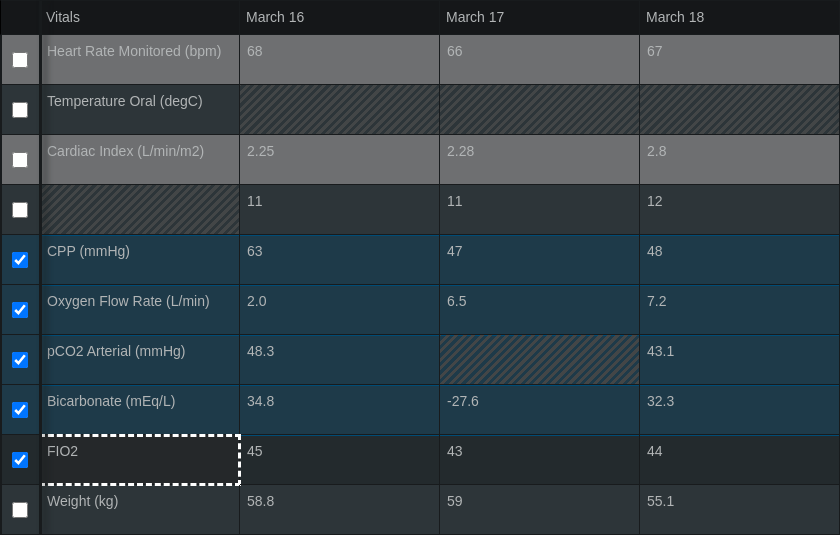 Vitals March 16 March 17 March 18
Heart Rate Monitored (bpm) 68 66 67
Temperature Oral (degC)
Cardiac Index (L/min/m2) 2.25 2.28 2.8
11 11 12
CPP (mmHg) 63 47 48
Oxygen Flow Rate (L/min) 2.0 6.5 7.2
pCO2 Arterial (mmHg) 48.3 43.1
Bicarbonate (mEq/L) 34.8 -27.6 32.3
FIO2 45 43 44
Weight (kg) 58.8 59 55.1